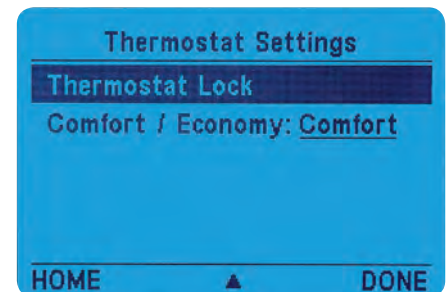 Thermostat Settings
Thermostat Lock
Comfort / Economy: Comfort
HOME ▲ DONE